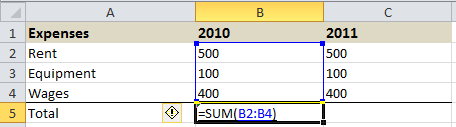 A B C
1 Expenses 2010 2011
2 Rent 500 500
3 Equipment 100 100
4 Wages 400 400
5 Total =SUM(B2:B4)